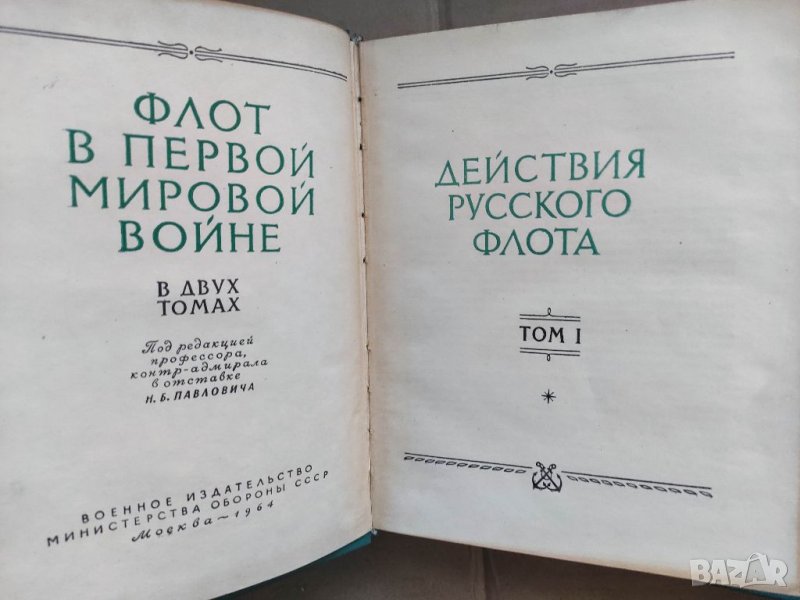 ФЛОТ
В ПЕРВОЙ
МИРОВОЙ
ВОЙНЕ
В ДВУХ
ТОМАХ
Под редакцией
профессора,
контр-адмирала
в отставке
Н. Б. ПАВЛОВИЧА
ВОЕННОЕ ИЗДАТЕЛЬСТВО
МИНИСТЕРСТВА ОБОРОНЫ СССР
Москва — 1964
ДЕЙСТВИЯ
РУССКОГО
ФЛОТА
ТОМ I
BAZAR